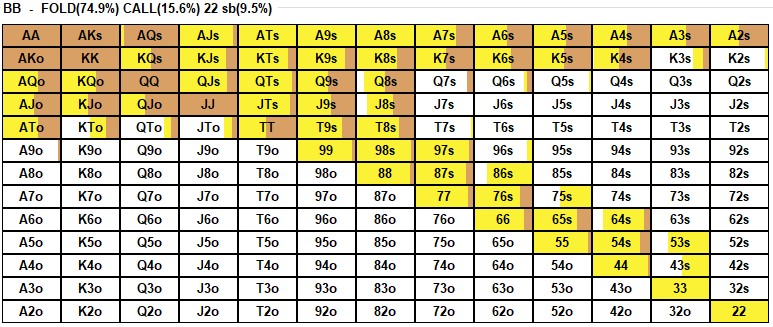 BB - FOLD(74.9%) CALL(15.6%) 22 sb(9.5%)
AA AKs AQs AJs ATs A9s A8s A7s A6s A5s A4s A3s A2s
AKo KK KQs KJs KTs K9s K8s K7s K6s K5s K4s K3s K2s
AQo KQo QQ QJs QTs Q9s Q8s Q7s Q6s Q5s Q4s Q3s Q2s
AJo KJo QJo JJ JTs J9s J8s J7s J6s J5s J4s J3s J2s
ATo KTo QTo JTo TT T9s T8s T7s T6s T5s T4s T3s T2s
A9o K9o Q9o J9o T9o 99 98s 97s 96s 95s 94s 93s 92s
A8o K8o Q8o J8o T8o 98o 88 87s 86s 85s 84s 83s 82s
A7o K7o Q7o J7o T7o 97o 87o 77 76s 75s 74s 73s 72s
A6o K6o Q6o J6o T6o 96o 86o 76o 66 65s 64s 63s 62s
A5o K5o Q5o J5o T5o 95o 85o 75o 65o 55 54s 53s 52s
A4o K4o Q4o J4o T4o 94o 84o 74o 64o 54o 44 43s 42s
A3o K3o Q3o J3o T3o 93o 83o 73o 63o 53o 43o 33 32s
A2o K2o Q2o J2o T2o 92o 82o 72o 62o 52o 42o 32o 22